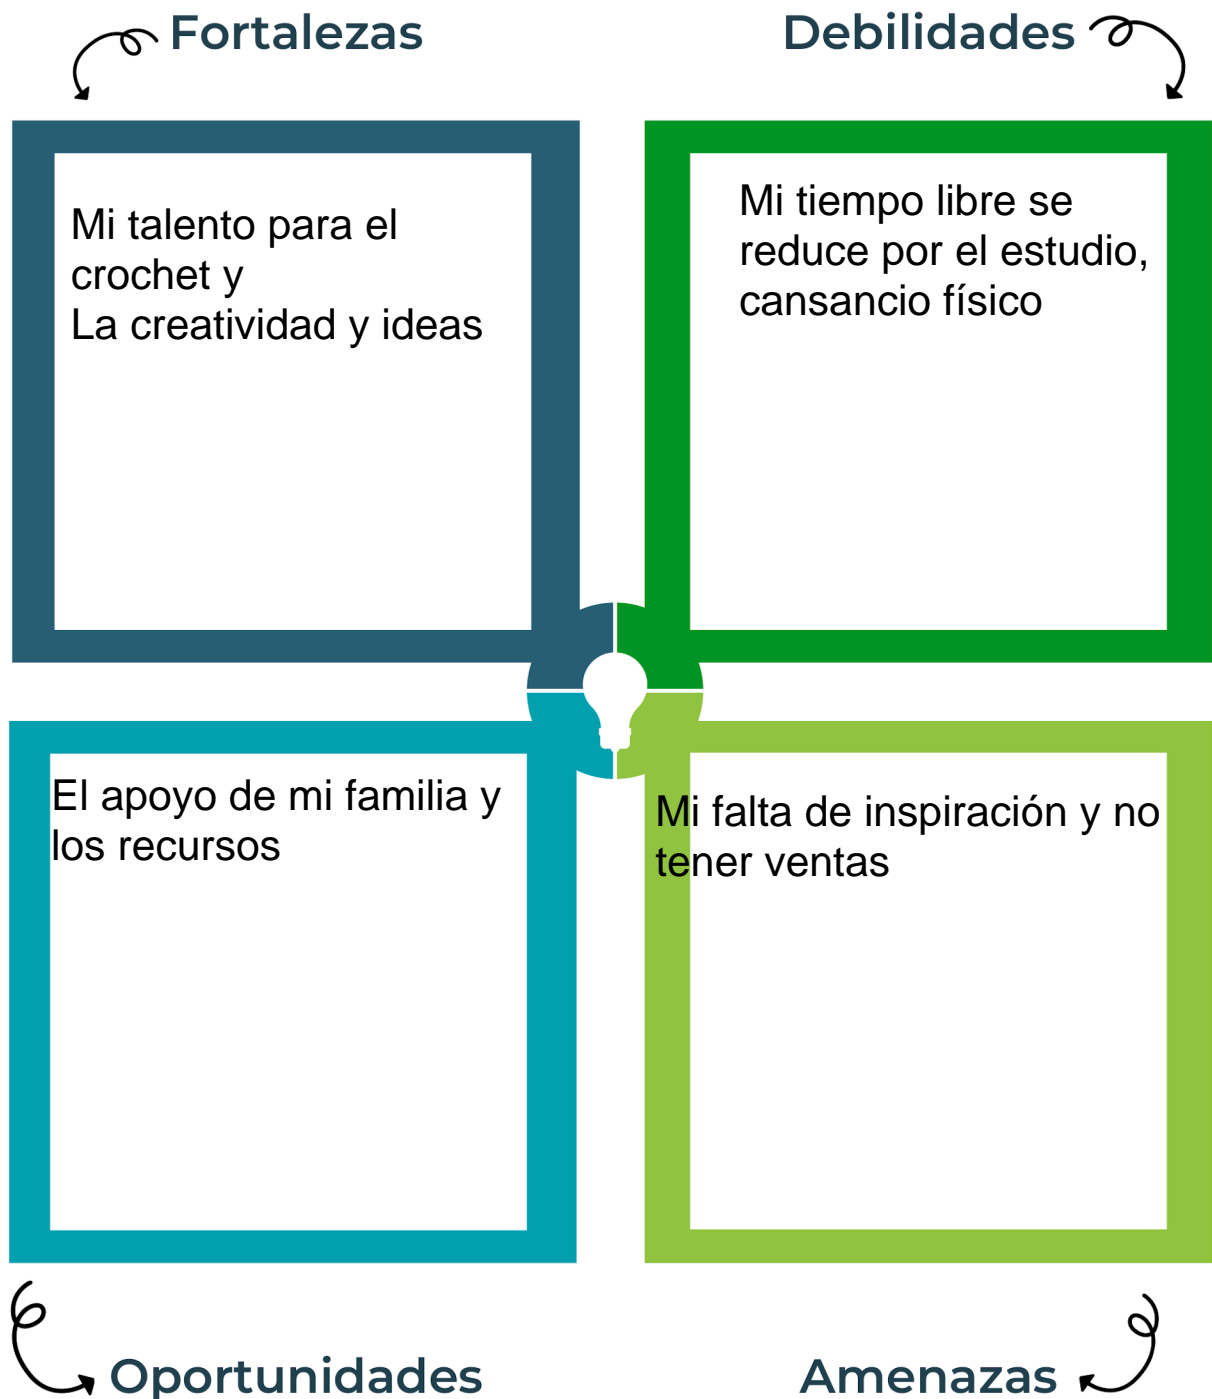 Fortalezas
Debilidades
Mi talento para el
crochet y
La creatividad y ideas
Mi tiempo libre se
reduce por el estudio,
cansancio físico
El apoyo de mi familia y
los recursos
Mi falta de inspiración y no
tener ventas
Oportunidades
Amenazas